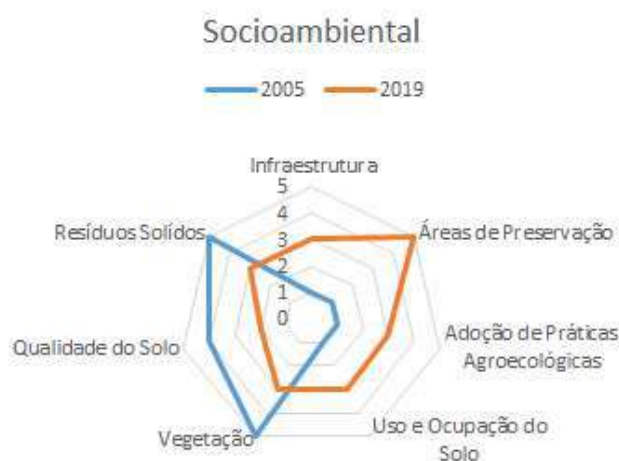 Socioambiental
2005 2019
Infraestrutura
5
4
3
2
1
0
Áreas de Preservação
Adoção de Práticas
Agroecológicas
Uso e Ocupação do
Solo
Vegetação
Qualidade do Solo
Resíduos Solídos